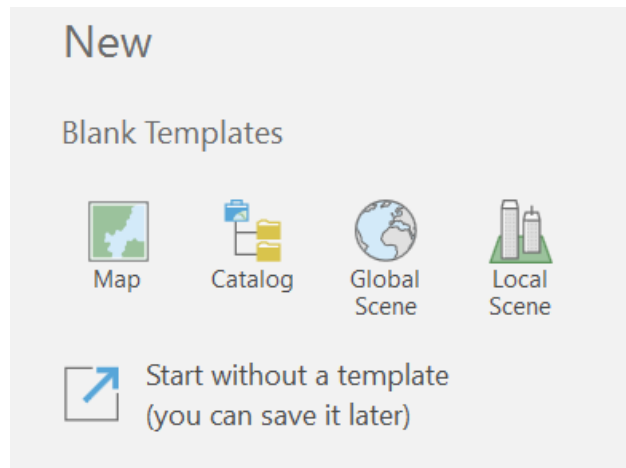 New
Blank Templates
Map
Catalog
Global
Scene
Local
Scene
Start without a template
(you can save it later)